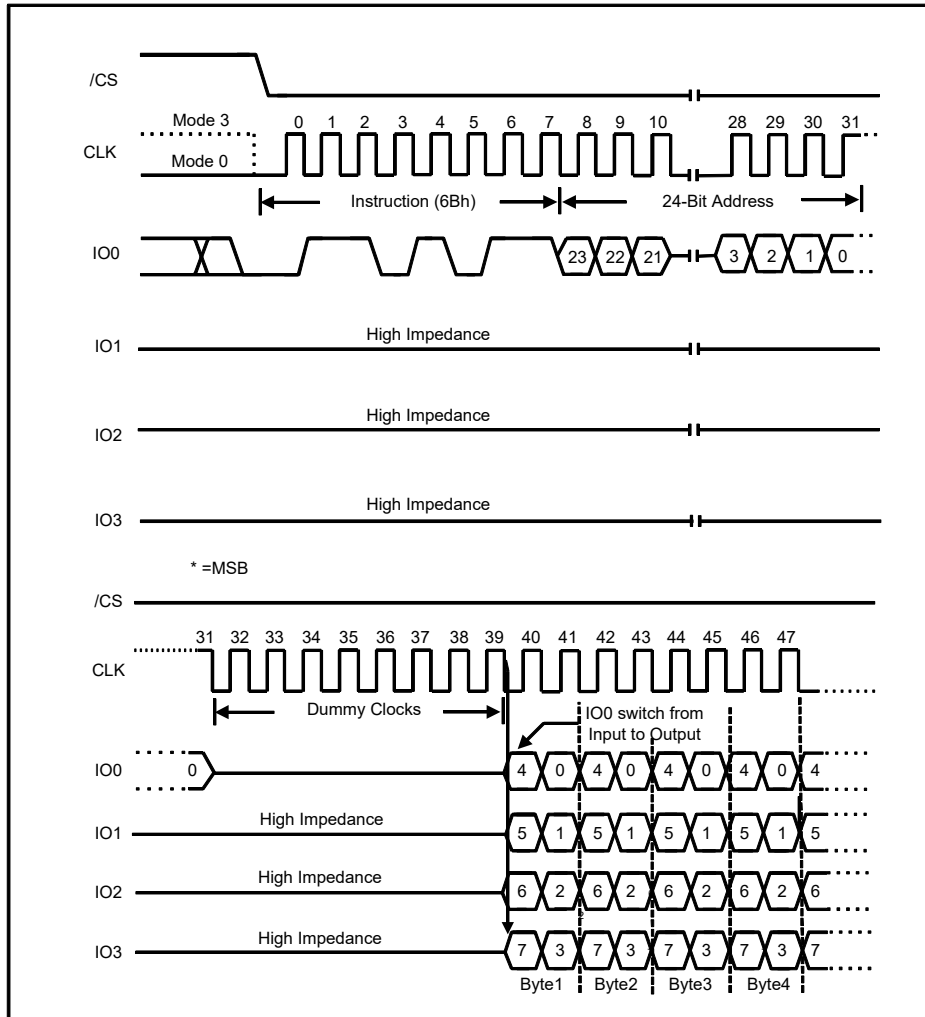 /CS
Mode 3
0 1 2 3 4 5 6 7 8 9 10 28 29 30 31
CLK
Mode 0
Instruction (6Bh) 24-Bit Address
IO0
23 22 21 3 2 1 0
High Impedance
IO1
High Impedance
IO2
High Impedance
IO3
* =MSB
/CS
31 32 33 34 35 36 37 38 39 40 41 42 43 44 45 46 47
CLK
Dummy Clocks
IO0 switch from
Input to Output
IO0 0 4 0 4 0 4 0 4 0 4
High Impedance
IO1 5 1 5 1 5 1 5 1 5
High Impedance
IO2 6 2 6 2 6 2 6 2 6
2
High Impedance
IO3 7 3 7 3 7 3 7 3 7
Byte1 Byte2 Byte3 Byte4